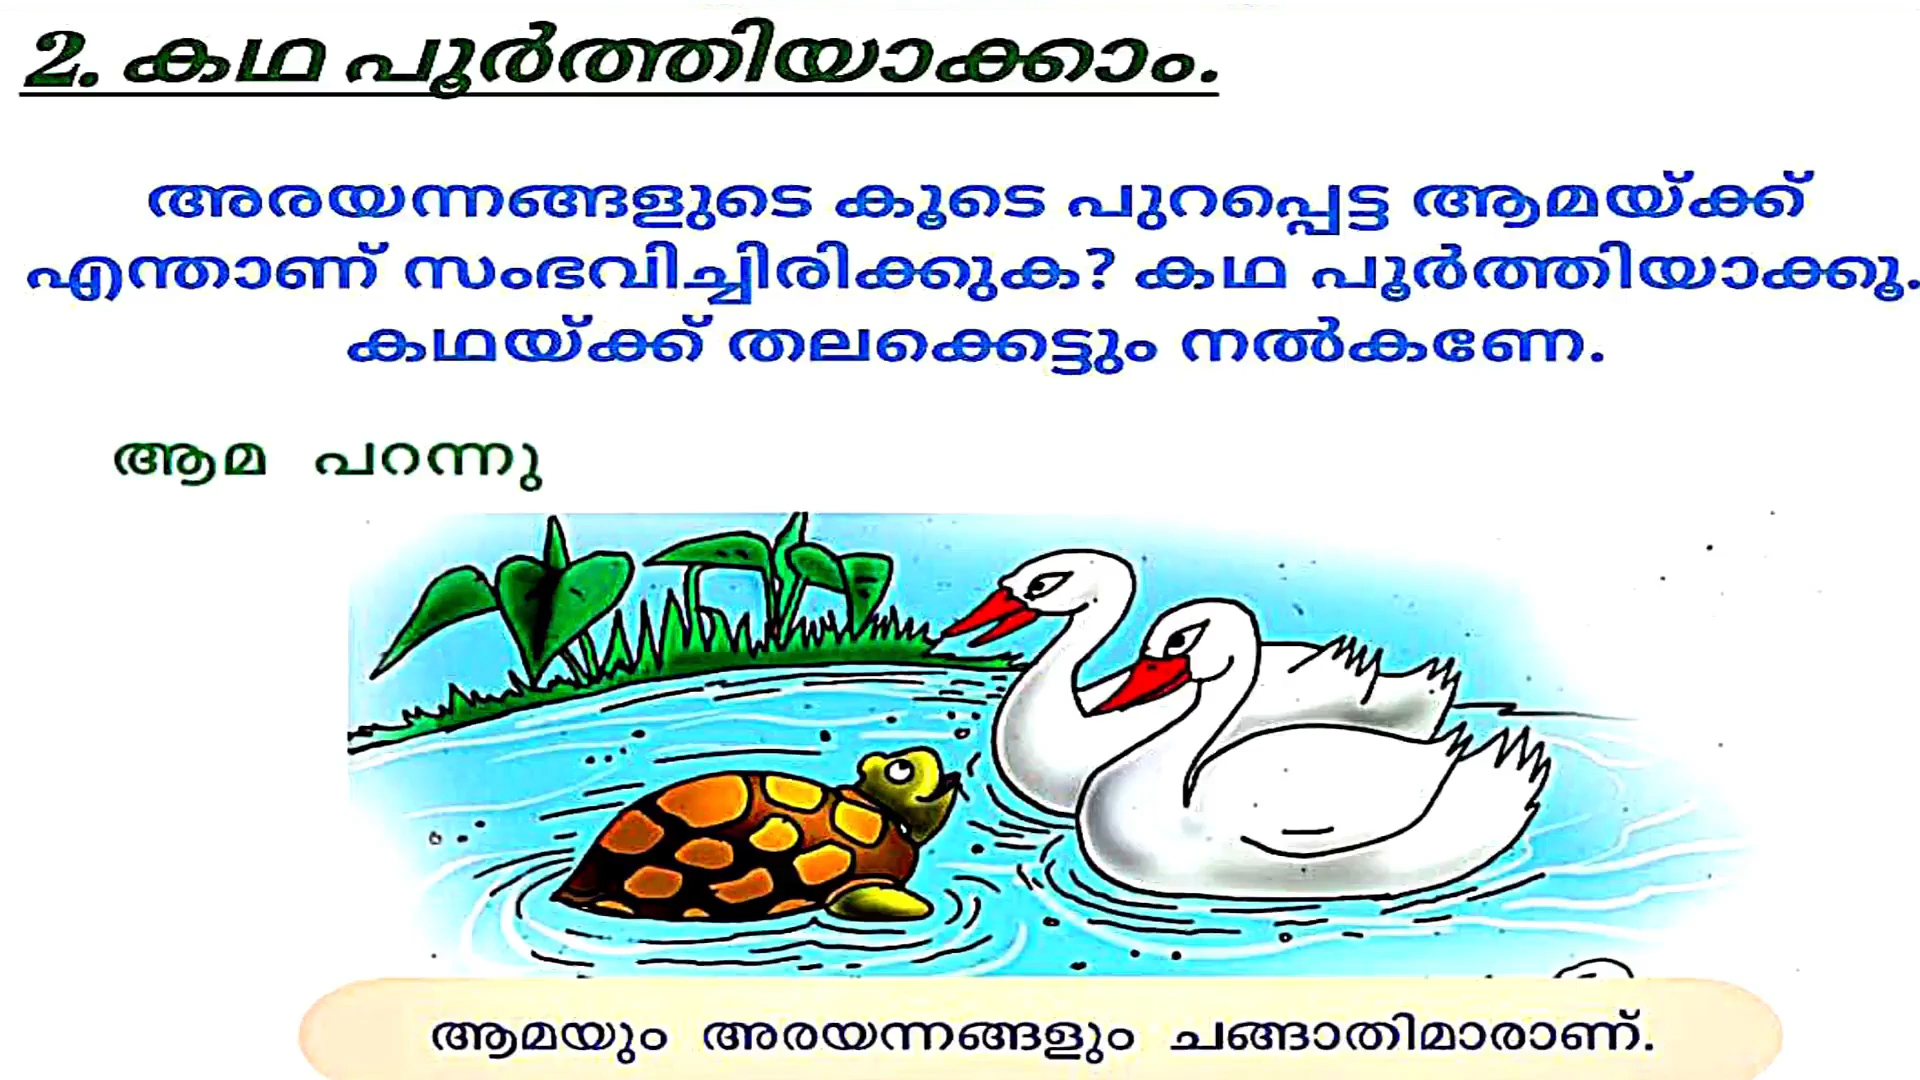 2. കഥ പൂർത്തിയാക്കാം.
അരയന്നങ്ങളുടെ കൂടെ പുറപ്പെട്ട ആമയ്ക്ക്
എന്താണ് സംഭവിച്ചിരിക്കുക? കഥ പൂർത്തിയാക്കൂ.
കഥയ്ക്ക് തലക്കെട്ടും നൽകണേ.
ആമ പറന്നു
ആമയും അരയന്നങ്ങളും ചങ്ങാതിമാരാണ്.